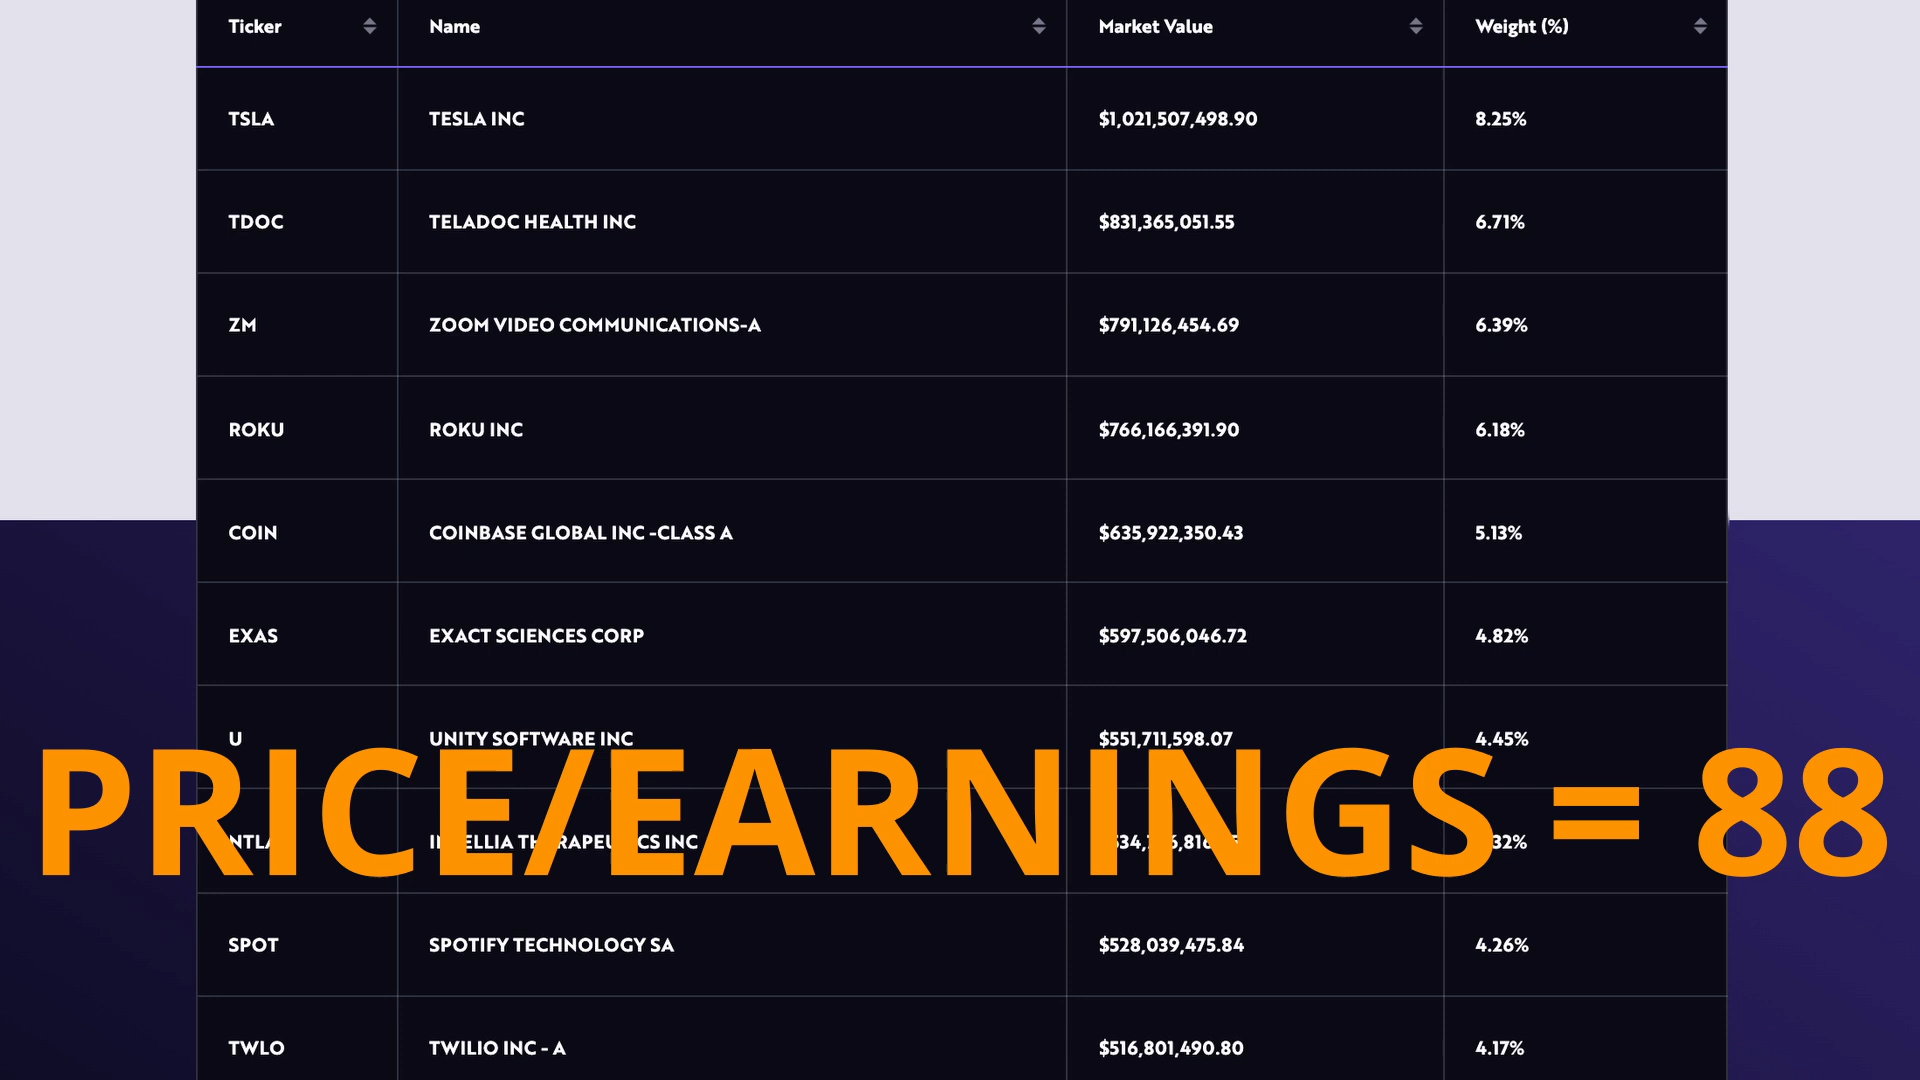 Ticker Name Market Value Weight (%)
TSLA TESLA INC $1,021,507,498.90 8.25%
TDOC TELADOC HEALTH INC $831,365,051.55 6.71%
ZM ZOOM VIDEO COMMUNICATIONS-A $791,126,454.69 6.39%
ROKU ROKU INC $766,166,391.90 6.18%
COIN COINBASE GLOBAL INC -CLASS A $635,922,350.43 5.13%
EXAS EXACT SCIENCES CORP $597,506,046.72 4.82%
U UNITY SOFTWARE INC $551,711,598.07 4.45%
PRICE/EARNINGS = 88
NTLA INC
SPOT SPOTIFY TECHNOLOGY SA $528,039,475.84 4.26%
TWLO TWILIO INC - A $516,801,490.80 4.17%